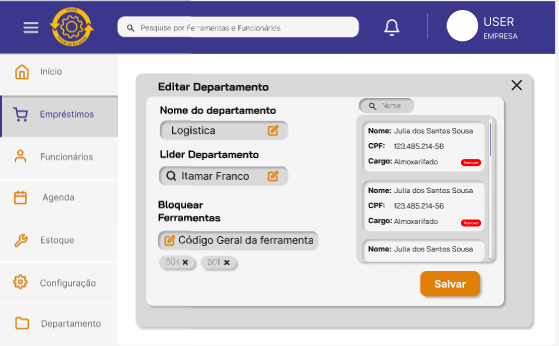 Pesquise por Ferramentas e Funcionários
USER
EMPRESA
Início
Empréstimos
Funcionários
Agenda
Estoque
Configuração
Departamento
Editar Departamento
Nome do departamento
Logistica
Lider Departamento
Itamar Franco
Bloquear
Ferramentas
Código Geral da ferramenta
001
Nome
Nome: Julia dos Santos Sousa
CPF: 123.485.214-56
Cargo: Almoxarifado
Remover
Nome: Julia dos Santos Sousa
CPF: 123.485.214-56
Cargo: Almoxarifado
Remover
Nome: Julia dos Santos Sousa
Salvar